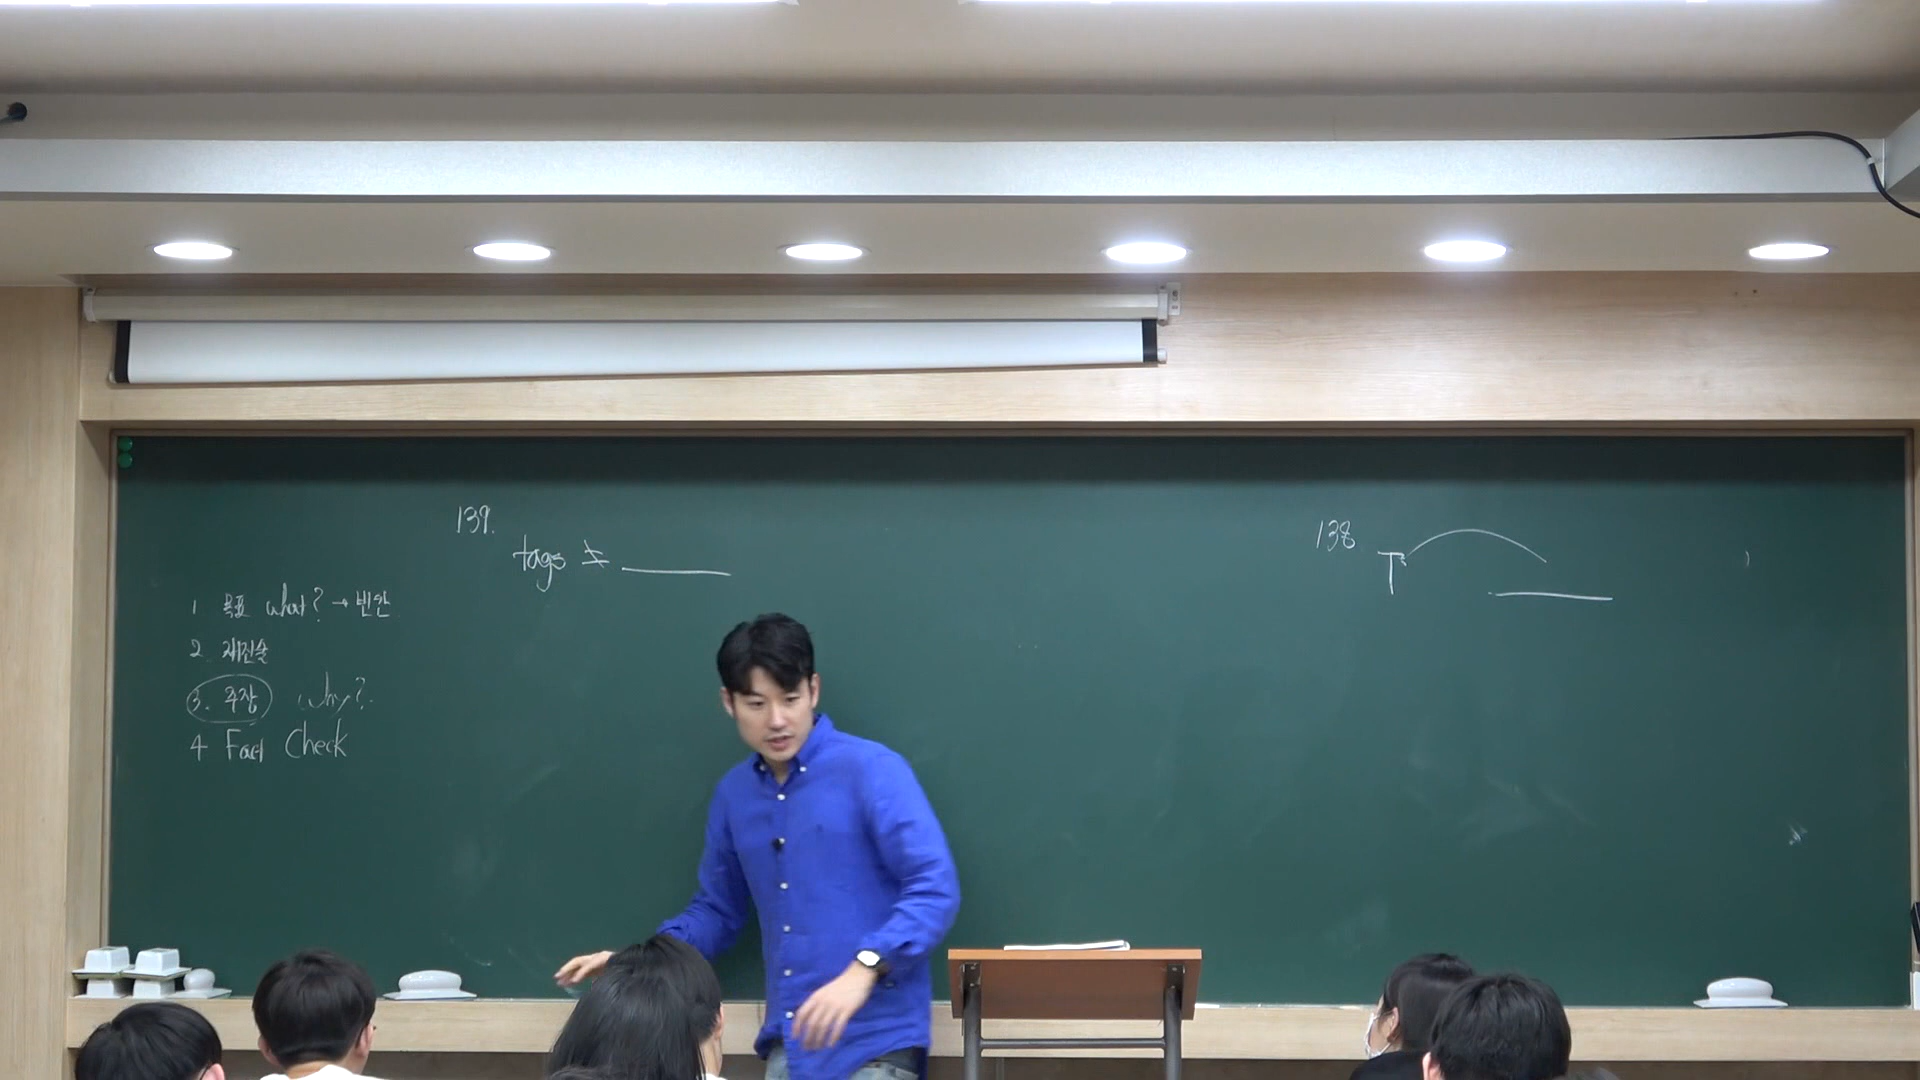 139.
tags ≠ ______
1 목표 what? → 빈칸
2. 재진술
3. 주장 why?
4 Fact Check
138
T